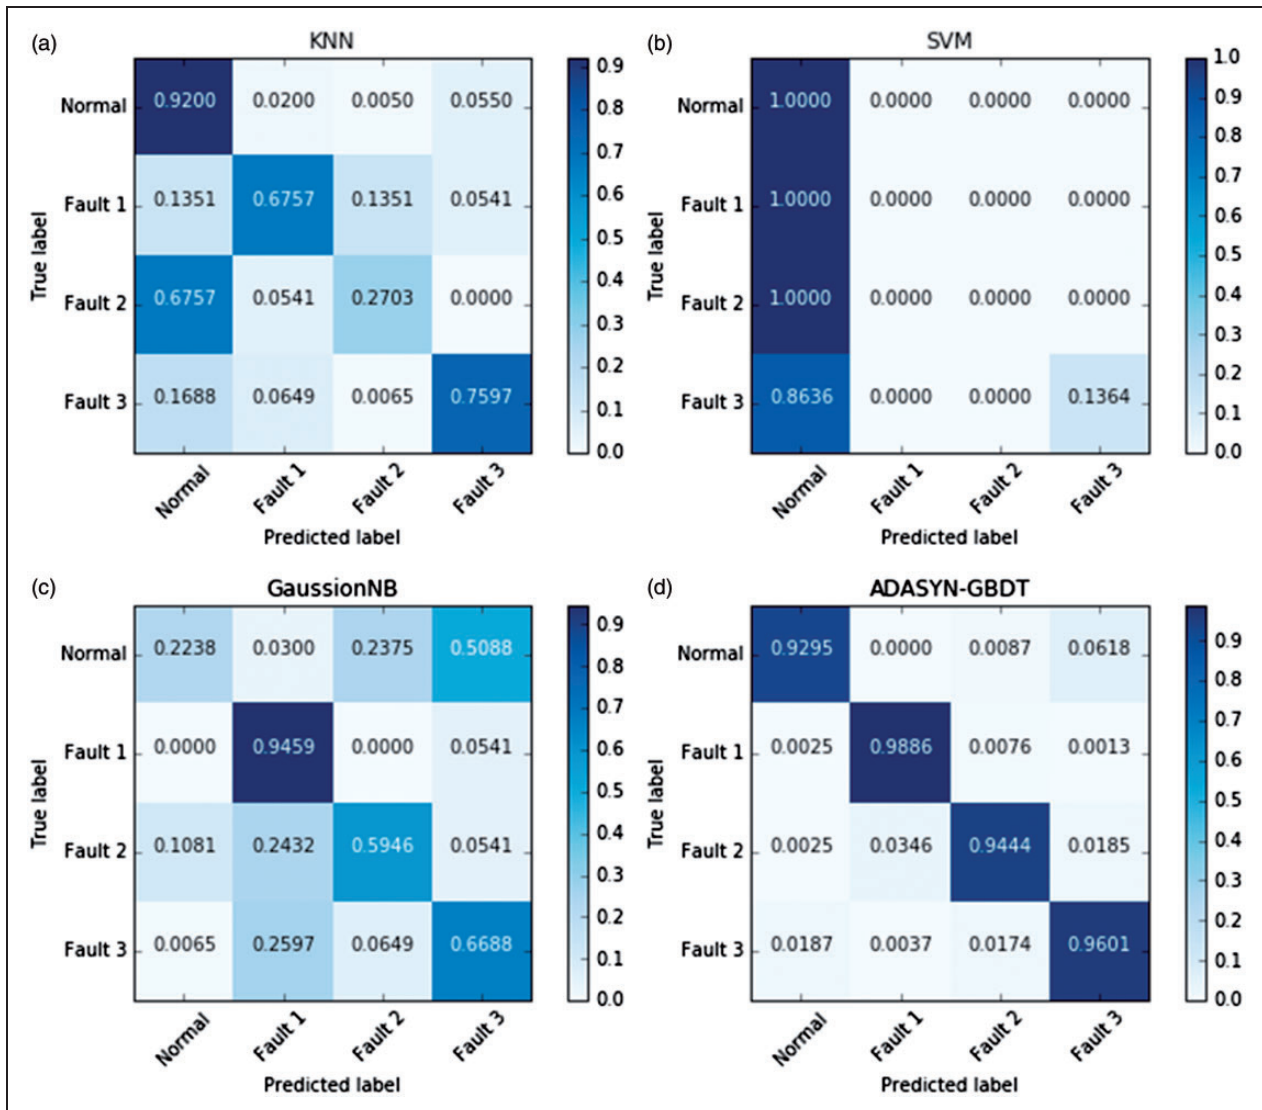 (a) KNN
Normal 0.9200 0.0200 0.0050 0.0550
Fault 1 0.1351 0.6757 0.1351 0.0541
Fault 2 0.6757 0.0541 0.2703 0.0000
Fault 3 0.1688 0.0649 0.0065 0.7597
True label
Normal Fault 1 Fault 2 Fault 3
Predicted label
0.9
0.8
0.7
0.6
0.5
0.4
0.3
0.2
0.1
0.0
(b) SVM
Normal 1.0000 0.0000 0.0000 0.0000
Fault 1 1.0000 0.0000 0.0000 0.0000
Fault 2 1.0000 0.0000 0.0000 0.0000
Fault 3 0.8636 0.0000 0.0000 0.1364
True label
Normal Fault 1 Fault 2 Fault 3
Predicted label
1.0
0.9
0.8
0.7
0.6
0.5
0.4
0.3
0.2
0.1
0.0
(c) GaussionNB
Normal 0.2238 0.0300 0.2375 0.5088
Fault 1 0.0000 0.9459 0.0000 0.0541
Fault 2 0.1081 0.2432 0.5946 0.0541
Fault 3 0.0065 0.2597 0.0649 0.6688
True label
Normal Fault 1 Fault 2 Fault 3
Predicted label
0.9
0.8
0.7
0.6
0.5
0.4
0.3
0.2
0.1
0.0
(d) ADASYN-GBDT
Normal 0.9295 0.0000 0.0087 0.0618
Fault 1 0.0025 0.9886 0.0076 0.0013
Fault 2 0.0025 0.0346 0.9444 0.0185
Fault 3 0.0187 0.0037 0.0174 0.9601
True label
Normal Fault 1 Fault 2 Fault 3
Predicted label
0.9
0.8
0.7
0.6
0.5
0.4
0.3
0.2
0.1
0.0